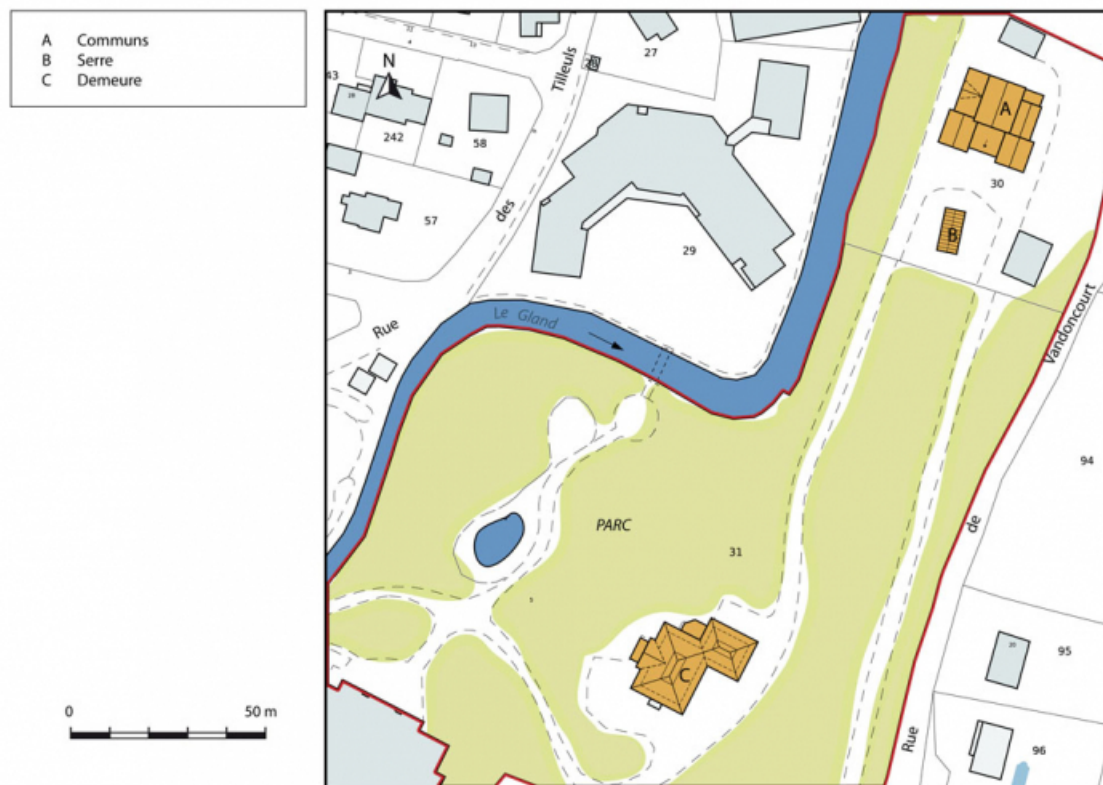 A Communs
B Serre
C Demeure
N
43
242
58
57
27
29
30
31
94
95
96
A
B
C
Rue
des
Tilleuls
Le Gland
PARC
Rue
de
Vandoncourt
0 50 m